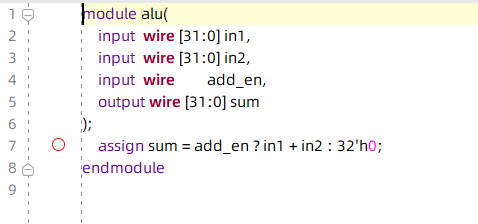 1 module alu(
2 input wire [31:0] in1,
3 input wire [31:0] in2,
4 input wire add_en,
5 output wire [31:0] sum
6 );
7 assign sum = add_en ? in1 + in2 : 32'h0;
8 endmodule
9